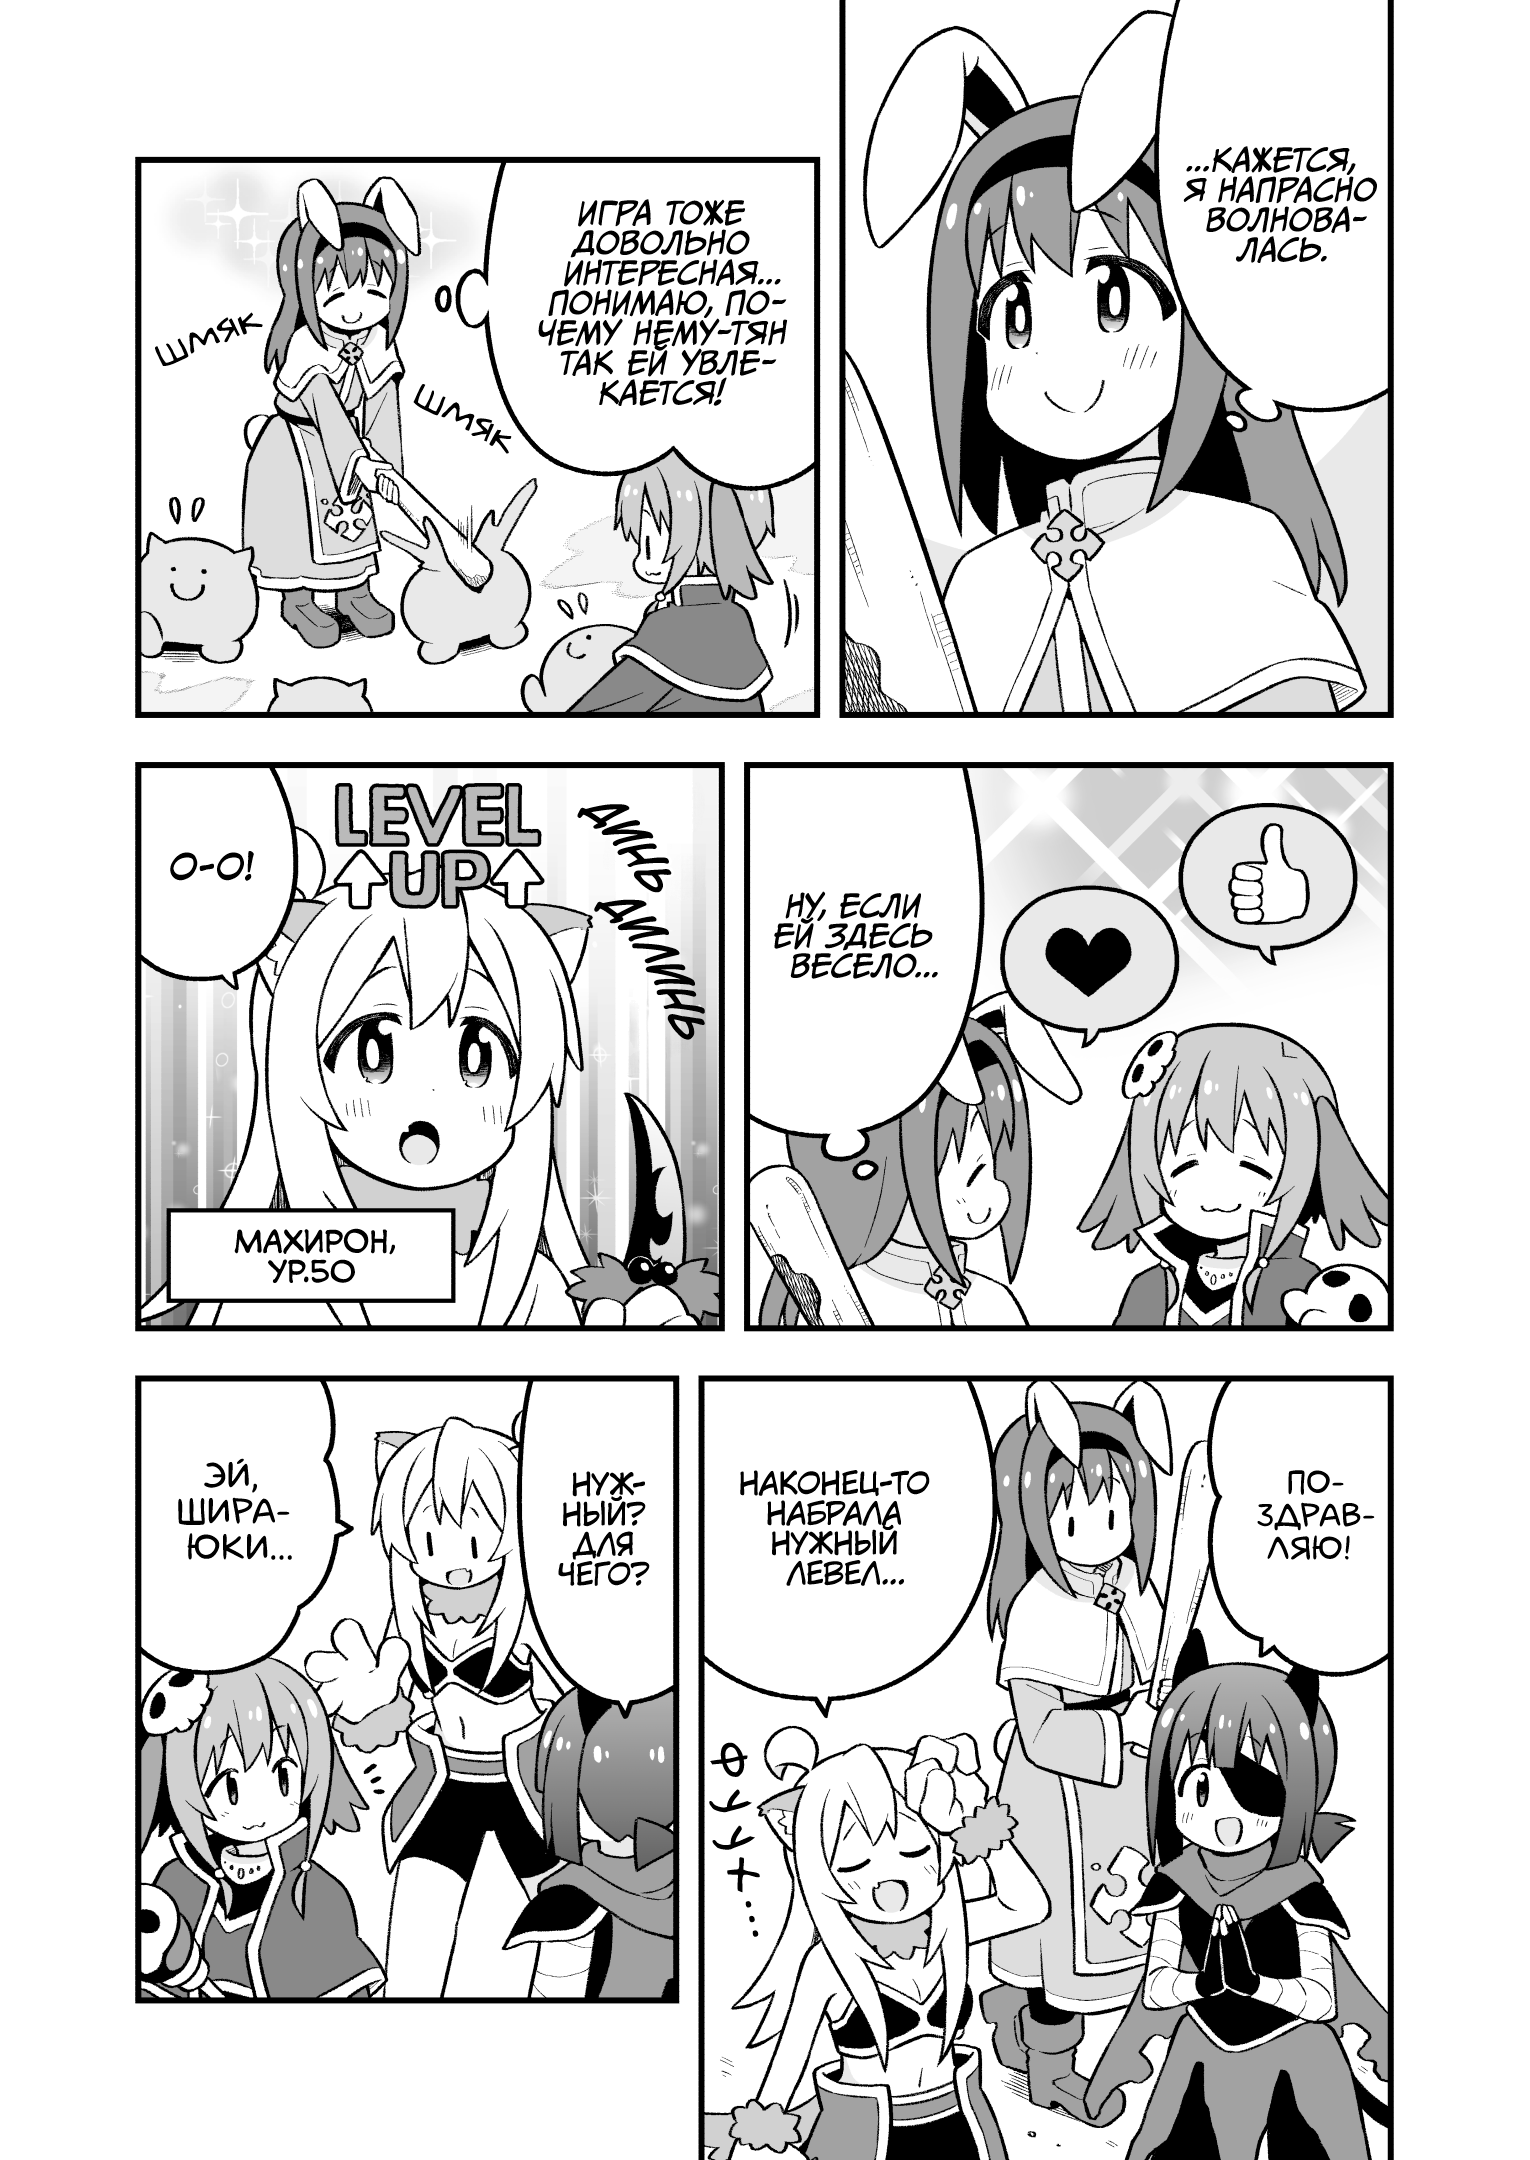 ...КАЖЕТСЯ,
Я НАПРАСНО
ВОЛНОВА-
ЛАСЬ.
ИГРА ТОЖЕ
ДОВОЛЬНО
ИНТЕРЕСНАЯ...
ПОНИМАЮ, ПО-
ЧЕМУ НЕМУ-ТЯН
ТАК ЕЙ УВЛЕ-
КАЕТСЯ!
ШМЯК
ШМЯК
НУ, ЕСЛИ
ЕЙ ЗДЕСЬ
ВЕСЕЛО...
LEVEL
UP
О-О!
ДИНЬ
ДИЛИНЬ
МАХИРОН,
УР.50
ПО-
ЗДРАВ-
ЛЯЮ!
НАКОНЕЦ-ТО
НАБРАЛА
НУЖНЫЙ
ЛЕВЕЛ...
ФУУХ...
НУЖ-
НЫЙ?
ДЛЯ
ЧЕГО?
ЭЙ,
ШИРА-
ЮКИ...